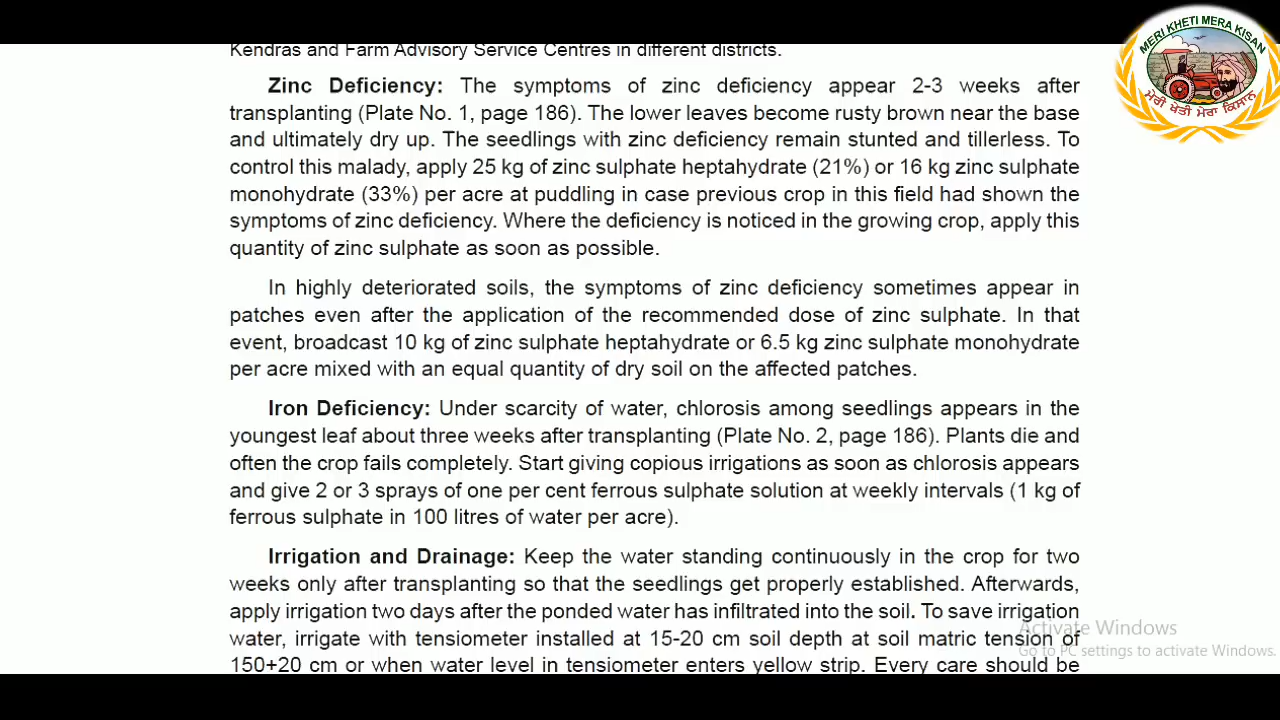 Kendras and Farm Advisory Service Centres in different districts.
MERI KHETI MERA KISAN
ਮੇਰੀ ਖੇਤੀ ਮੇਰਾ ਕਿਸਾਨ
Zinc Deficiency: The symptoms of zinc deficiency appear 2-3 weeks after
transplanting (Plate No. 1, page 186). The lower leaves become rusty brown near the base
and ultimately dry up. The seedlings with zinc deficiency remain stunted and tillerless. To
control this malady, apply 25 kg of zinc sulphate heptahydrate (21%) or 16 kg zinc sulphate
monohydrate (33%) per acre at puddling in case previous crop in this field had shown the
symptoms of zinc deficiency. Where the deficiency is noticed in the growing crop, apply this
quantity of zinc sulphate as soon as possible.
In highly deteriorated soils, the symptoms of zinc deficiency sometimes appear in
patches even after the application of the recommended dose of zinc sulphate. In that
event, broadcast 10 kg of zinc sulphate heptahydrate or 6.5 kg zinc sulphate monohydrate
per acre mixed with an equal quantity of dry soil on the affected patches.
Iron Deficiency: Under scarcity of water, chlorosis among seedlings appears in the
youngest leaf about three weeks after transplanting (Plate No. 2, page 186). Plants die and
often the crop fails completely. Start giving copious irrigations as soon as chlorosis appears
and give 2 or 3 sprays of one per cent ferrous sulphate solution at weekly intervals (1 kg of
ferrous sulphate in 100 litres of water per acre).
Irrigation and Drainage: Keep the water standing continuously in the crop for two
weeks only after transplanting so that the seedlings get properly established. Afterwards,
apply irrigation two days after the ponded water has infiltrated into the soil. To save irrigation
water, irrigate with tensiometer installed at 15-20 cm soil depth at soil matric tension of
150+20 cm or when water level in tensiometer enters yellow strip. Every care should be
Activate Windows
Go to PC settings to activate Windows.